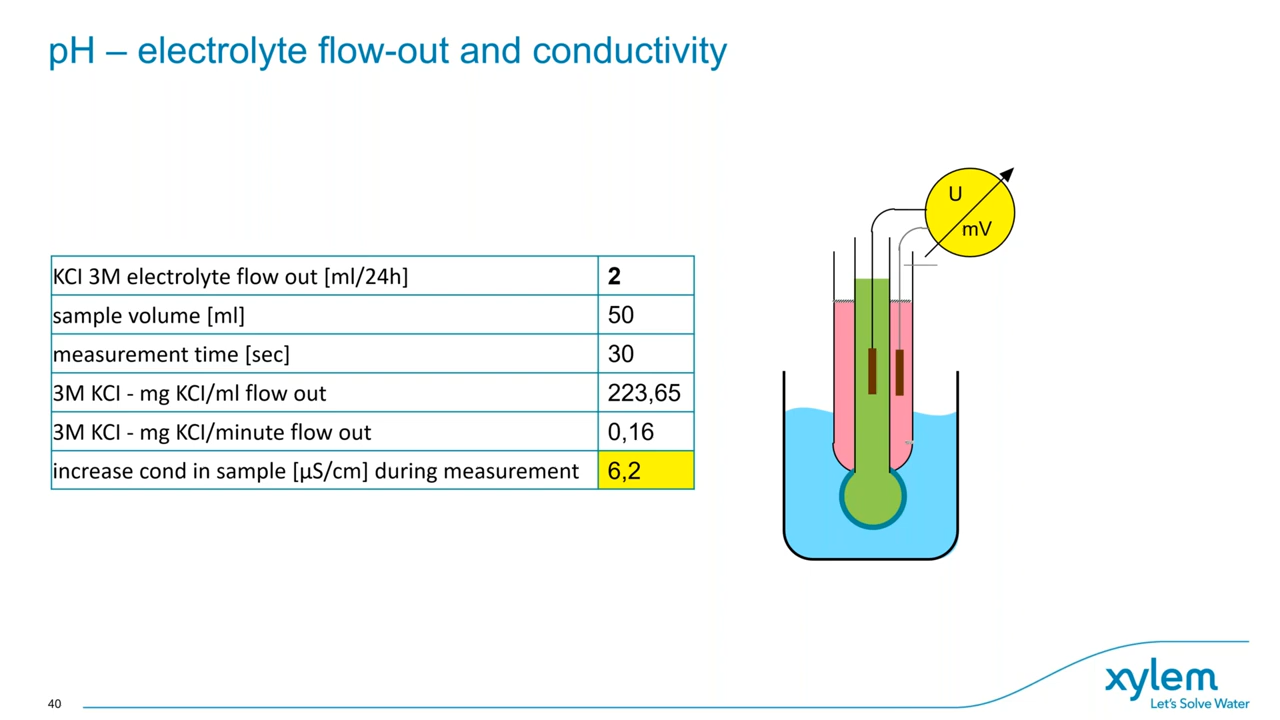 pH – electrolyte flow-out and conductivity
U
mV
KCl 3M electrolyte flow out [ml/24h] 2
sample volume [ml] 50
measurement time [sec] 30
3M KCl - mg KCl/ml flow out 223,65
3M KCl - mg KCl/minute flow out 0,16
increase cond in sample [µS/cm] during measurement 6,2
xylem
Let's Solve Water
40